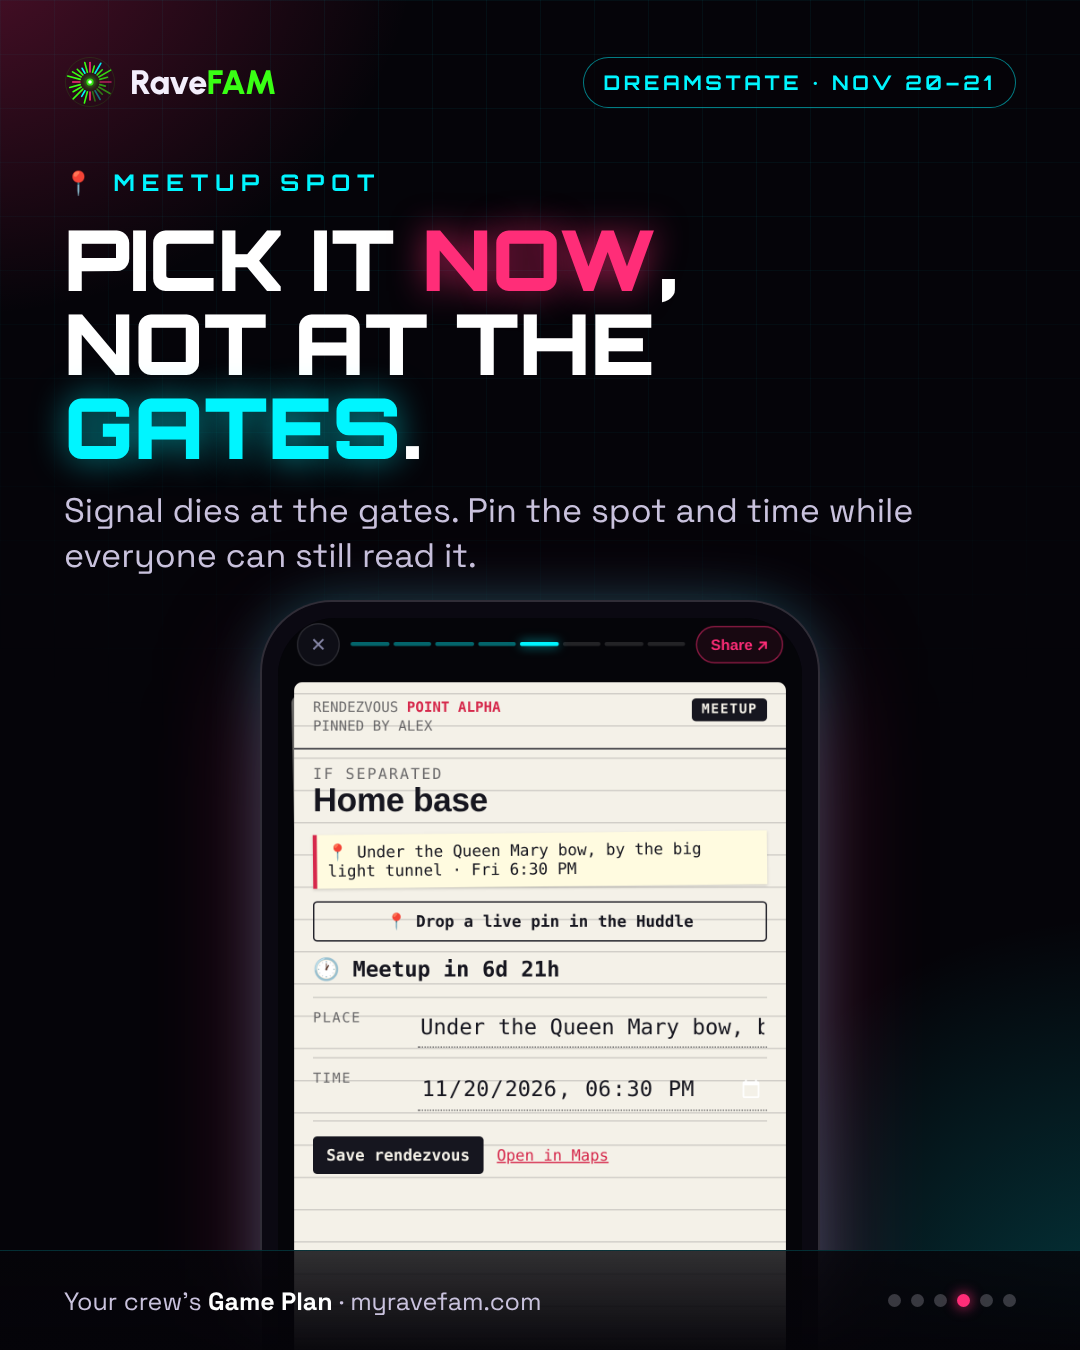 RaveFAM
DREAMSTATE · NOV 20–21
📍 MEETUP SPOT
PICK IT NOW,
NOT AT THE
GATES.
Signal dies at the gates. Pin the spot and time while
everyone can still read it.
✕
Share ↗
RENDEZVOUS POINT ALPHA
PINNED BY ALEX
MEETUP
IF SEPARATED
Home base
📍 Under the Queen Mary bow, by the big
light tunnel · Fri 6:30 PM
📍 Drop a live pin in the Huddle
🕐 Meetup in 6d 21h
PLACE
Under the Queen Mary bow, b
TIME
11/20/2026, 06:30 PM
Save rendezvous
Open in Maps
Your crew's Game Plan · myravefam.com